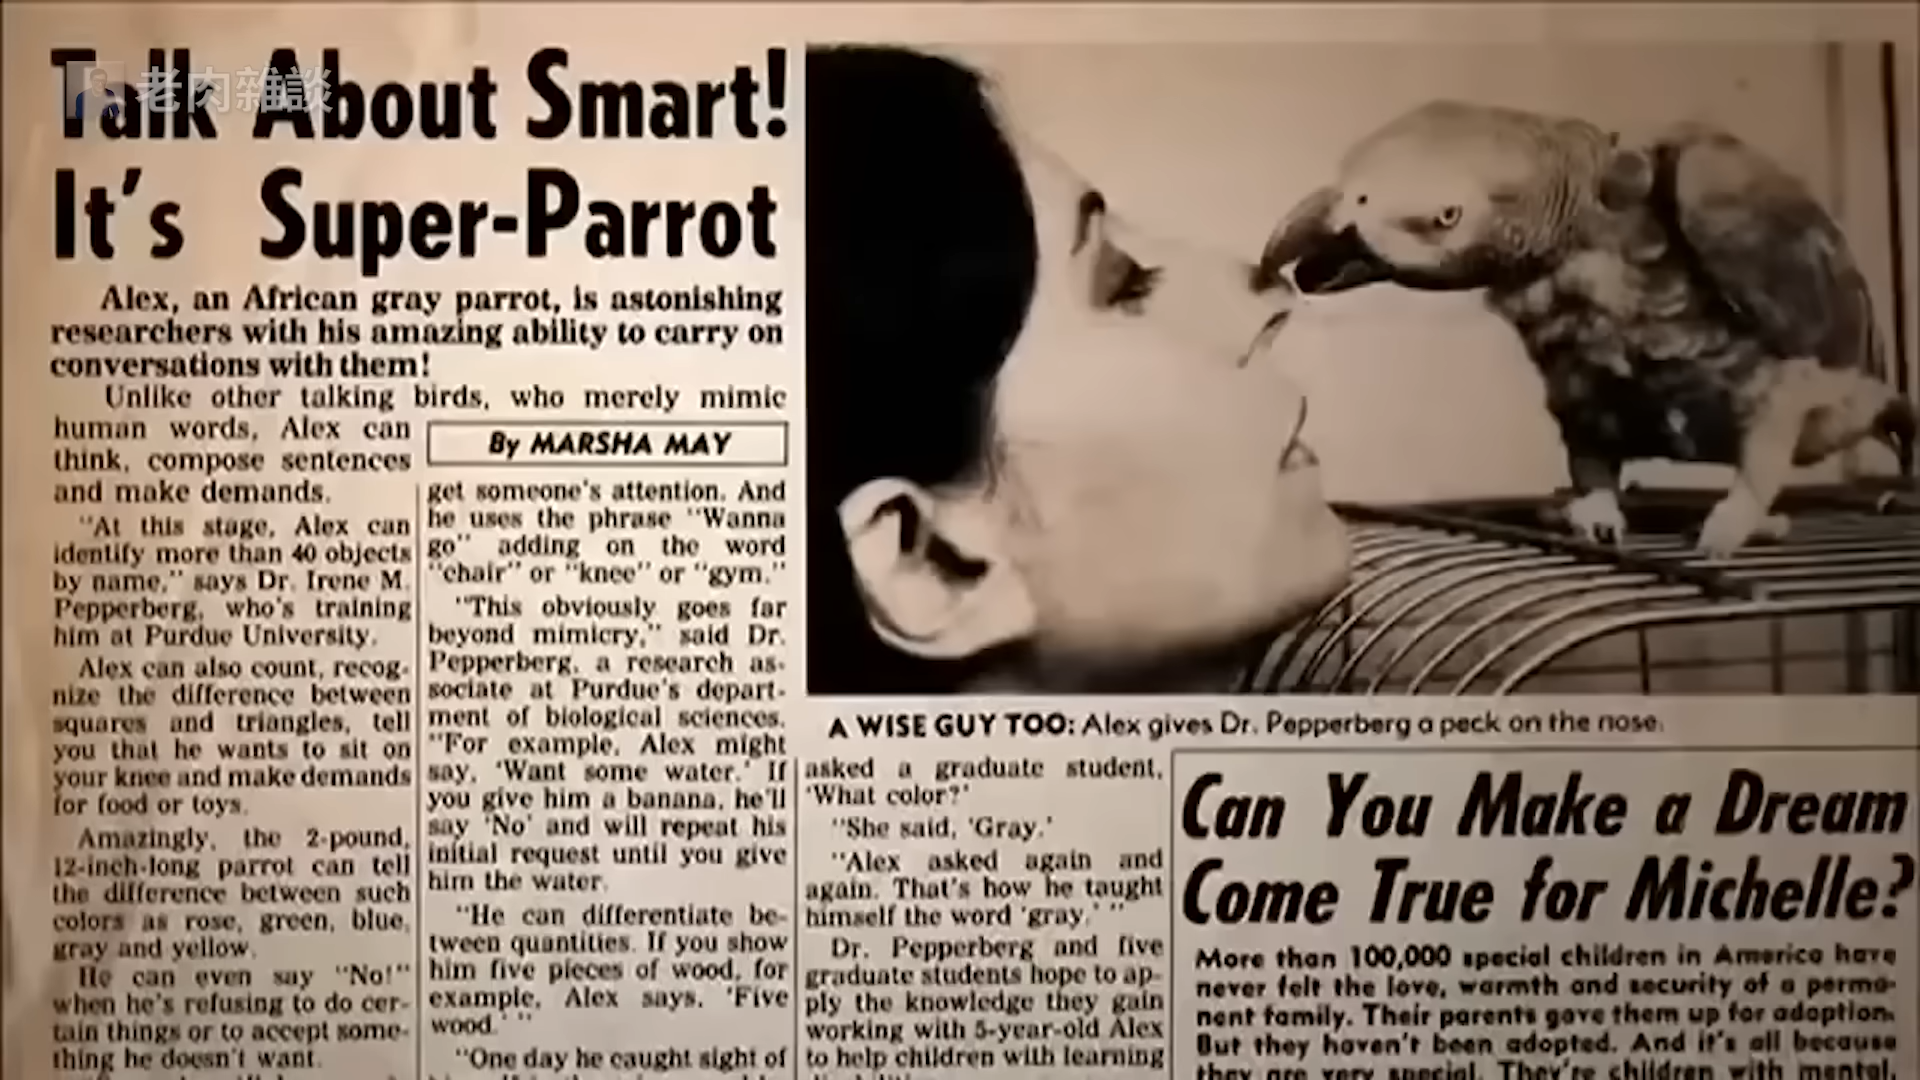 老肉雜談
Talk About Smart!
It's Super-Parrot
Alex, an African gray parrot, is astonishing
researchers with his amazing ability to carry on
conversations with them!
Unlike other talking birds, who merely mimic
human words, Alex can
think, compose sentences
and make demands.
"At this stage, Alex can
identify more than 40 objects
by name," says Dr. Irene M.
Pepperberg, who's training
him at Purdue University.
Alex can also count, recog-
nize the difference between
squares and triangles, tell
you that he wants to sit on
your knee and make demands
for food or toys.
Amazingly, the 2-pound,
12-inch-long parrot can tell
the difference between such
colors as rose, green, blue,
gray and yellow.
He can even say "No!"
when he's refusing to do cer-
tain things or to accept some-
thing he doesn't want.
By MARSHA MAY
get someone's attention. And
he uses the phrase "Wanna
go" adding on the word
"chair" or "knee" or "gym."
"This obviously goes far
beyond mimicry," said Dr.
Pepperberg, a research as-
sociate at Purdue's depart-
ment of biological sciences.
"For example, Alex might
say, 'Want some water.' If
you give him a banana, he'll
say 'No' and will repeat his
initial request until you give
him the water.
"He can differentiate be-
tween quantities. If you show
him five pieces of wood, for
example, Alex says, 'Five
wood.' "
"One day he caught sight of
A WISE GUY TOO: Alex gives Dr. Pepperberg a peck on the nose.
asked a graduate student,
'What color?'
"She said, 'Gray.'
"Alex asked again and
again. That's how he taught
himself the word 'gray.' "
Dr. Pepperberg and five
graduate students hope to ap-
ply the knowledge they gain
working with 5-year-old Alex
to help children with learning
Can You Make a Dream
Come True for Michelle?
More than 100,000 special children in America have
never felt the love, warmth and security of a perma-
nent family. Their parents gave them up for adoption.
But they haven't been adopted. And it's all because
they are very special. They're children with mental,